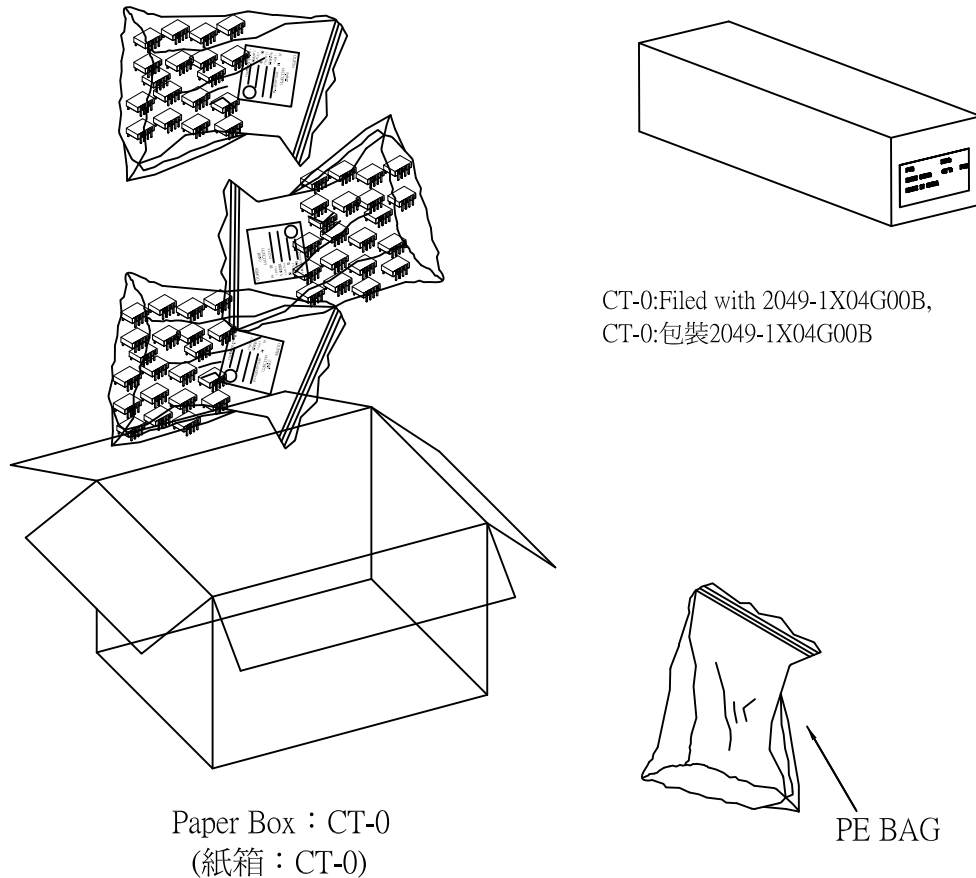 CT-0:Filed with 2049-1X04G00B,
CT-0:包裝2049-1X04G00B
Paper Box：CT-0
(紙箱：CT-0)
PE BAG